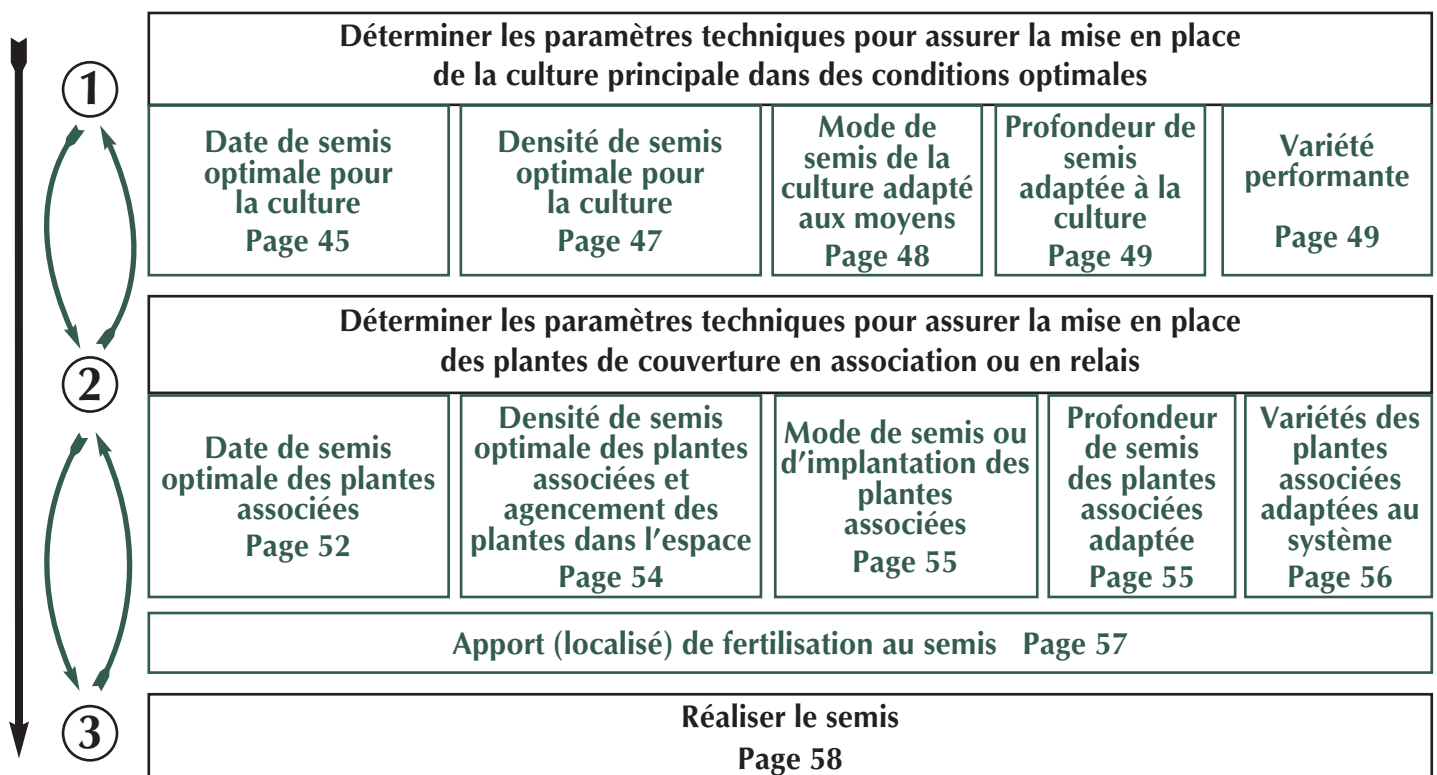 1
Déterminer les paramètres techniques pour assurer la mise en place
de la culture principale dans des conditions optimales
Date de semis
optimale pour
la culture
Page 45
Densité de semis
optimale pour
la culture
Page 47
Mode de
semis de la
culture adapté
aux moyens
Page 48
Profondeur de
semis
adaptée à la
culture
Page 49
Variété
performante
Page 49
2
Déterminer les paramètres techniques pour assurer la mise en place
des plantes de couverture en association ou en relais
Date de semis
optimale des plantes
associées
Page 52
Densité de semis
optimale des plantes
associées et
agencement des
plantes dans l'espace
Page 54
Mode de semis ou
d'implantation des
plantes
associées
Page 55
Profondeur
de semis
des plantes
associées
adaptée
Page 55
Variétés des
plantes
associées
adaptées au
système
Page 56
Apport (localisé) de fertilisation au semis Page 57
3
Réaliser le semis
Page 58